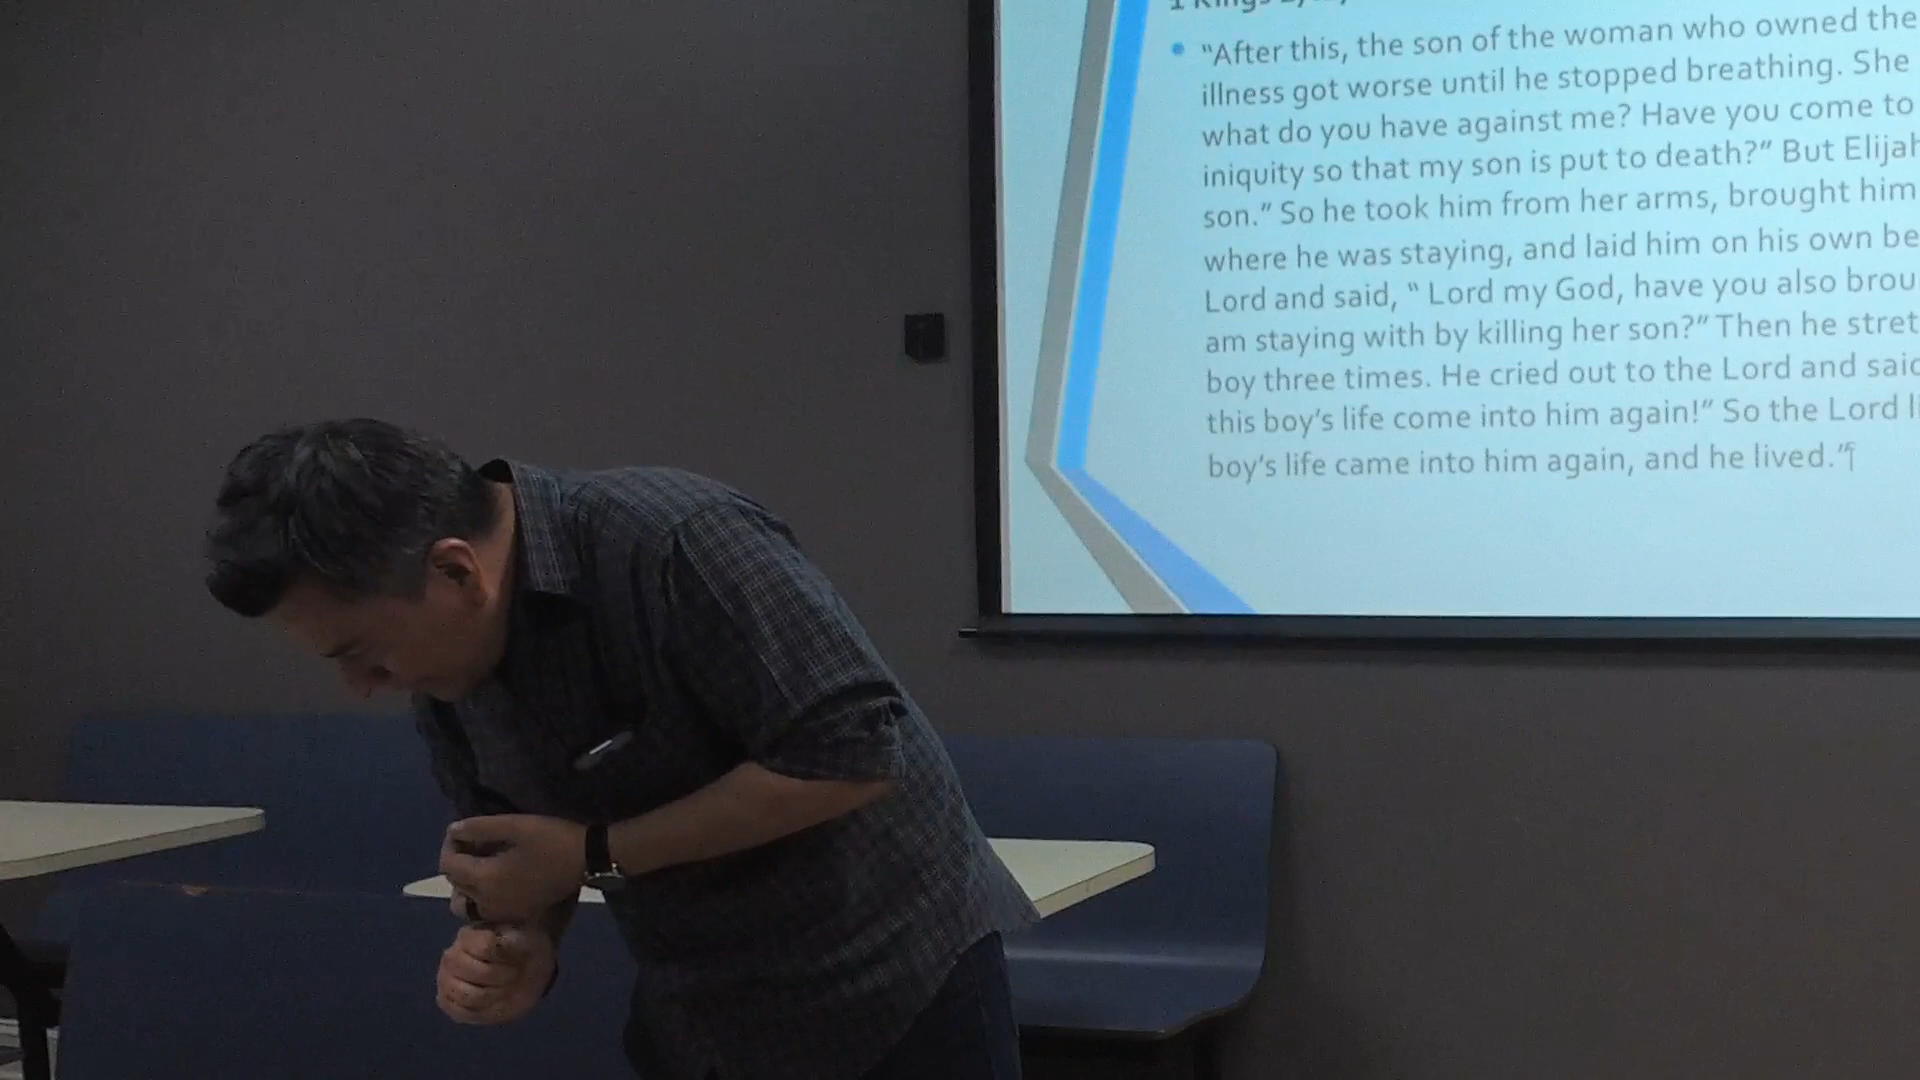 1 Kings
"After this, the son of the woman who owned the
illness got worse until he stopped breathing. She
what do you have against me? Have you come to
iniquity so that my son is put to death?" But Elijah
son." So he took him from her arms, brought him
where he was staying, and laid him on his own be
Lord and said, " Lord my God, have you also brou
am staying with by killing her son?" Then he stret
boy three times. He cried out to the Lord and said
this boy's life come into him again!" So the Lord li
boy's life came into him again, and he lived."